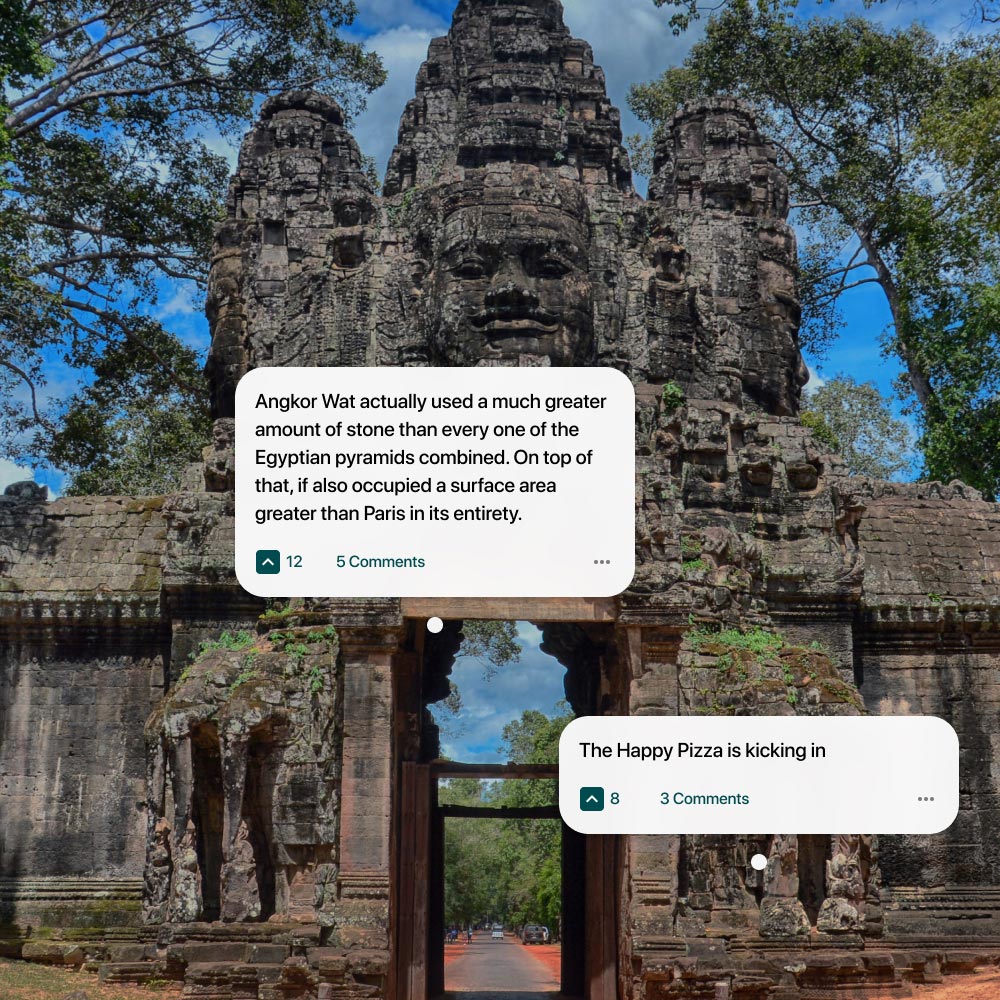 Angkor Wat actually used a much greater
amount of stone than every one of the
Egyptian pyramids combined. On top of
that, if also occupied a surface area
greater than Paris in its entirety.
12 5 Comments
The Happy Pizza is kicking in
8 3 Comments